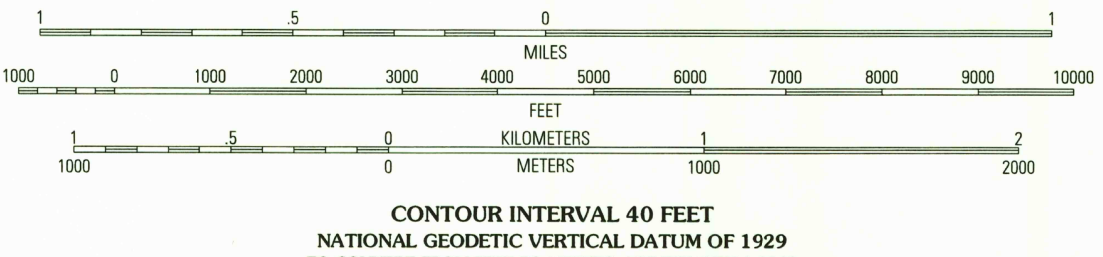 1 .5 0 1
MILES
1000 0 1000 2000 3000 4000 5000 6000 7000 8000 9000 10000
FEET
1 .5 0 KILOMETERS 1 2
1000 0 METERS 1000 2000
CONTOUR INTERVAL 40 FEET
NATIONAL GEODETIC VERTICAL DATUM OF 1929